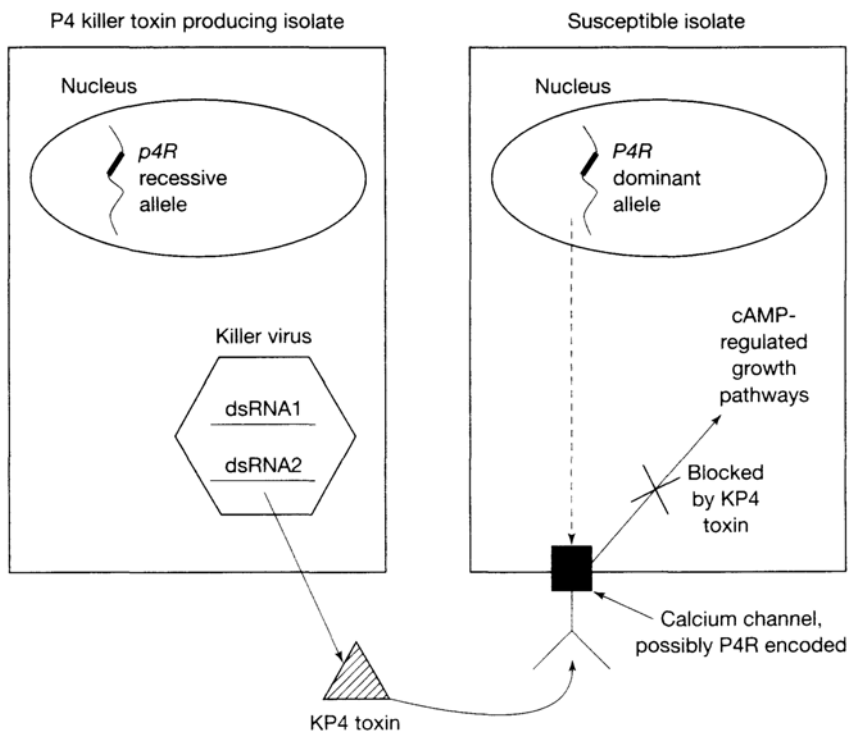 P4 killer toxin producing isolate
Nucleus
p4R
recessive
allele
Killer virus
dsRNA1
dsRNA2
KP4 toxin
Susceptible isolate
Nucleus
P4R
dominant
allele
cAMP-
regulated
growth
pathways
Blocked
by KP4
toxin
Calcium channel,
possibly P4R encoded